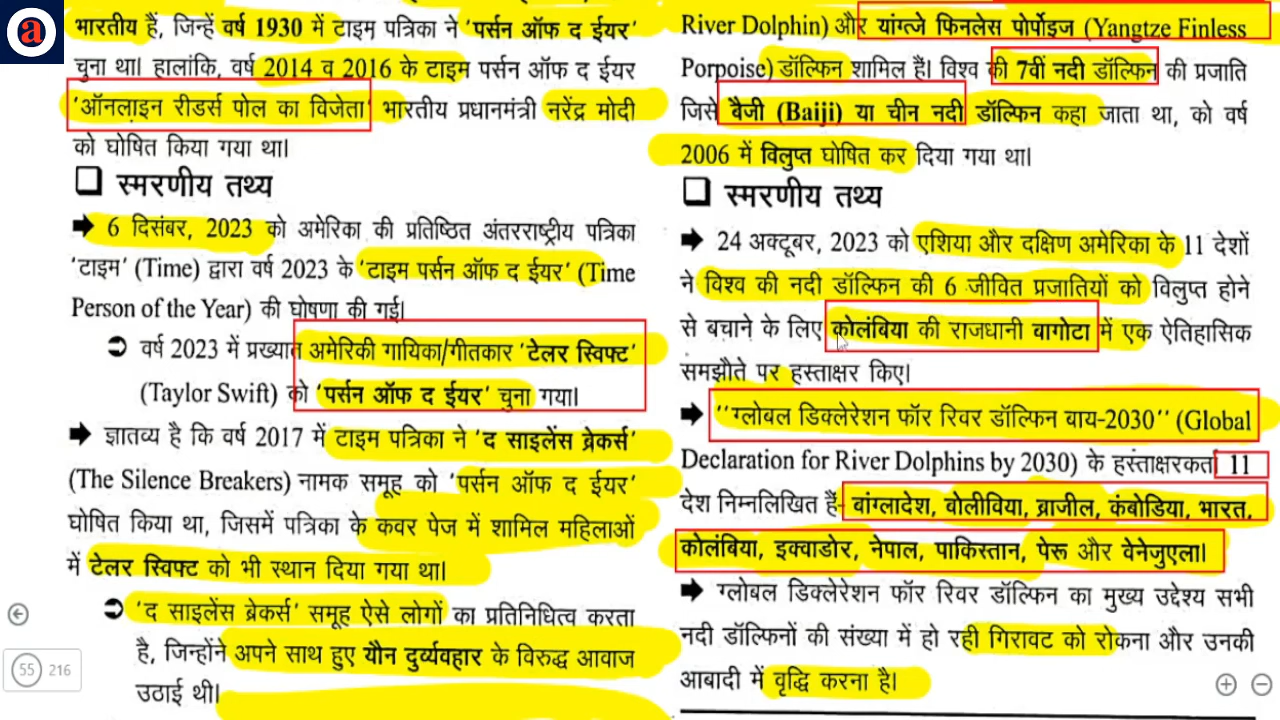 a
भारतीय हैं, जिन्हें वर्ष 1930 में टाइम पत्रिका ने 'पर्सन ऑफ द ईयर'
चुना था। हालांकि, वर्ष 2014 व 2016 के टाइम पर्सन ऑफ द ईयर
'ऑनलाइन रीडर्स पोल का विजेता' भारतीय प्रधानमंत्री नरेंद्र मोदी
को घोषित किया गया था।
❑ स्मरणीय तथ्य
➡ 6 दिसंबर, 2023 को अमेरिका की प्रतिष्ठित अंतरराष्ट्रीय पत्रिका
'टाइम' (Time) द्वारा वर्ष 2023 के 'टाइम पर्सन ऑफ द ईयर' (Time
Person of the Year) की घोषणा की गई।
➲ वर्ष 2023 में प्रख्यात अमेरिकी गायिका/गीतकार 'टेलर स्विफ्ट'
(Taylor Swift) को 'पर्सन ऑफ द ईयर' चुना गया।
➡ ज्ञातव्य है कि वर्ष 2017 में टाइम पत्रिका ने 'द साइलेंस ब्रेकर्स'
(The Silence Breakers) नामक समूह को 'पर्सन ऑफ द ईयर'
घोषित किया था, जिसमें पत्रिका के कवर पेज में शामिल महिलाओं
में टेलर स्विफ्ट को भी स्थान दिया गया था।
➲ 'द साइलेंस ब्रेकर्स' समूह ऐसे लोगों का प्रतिनिधित्व करता
है, जिन्होंने अपने साथ हुए यौन दुर्व्यवहार के विरुद्ध आवाज
उठाई थी।
River Dolphin) और यांग्त्जे फिनलेस पोर्पोइज (Yangtze Finless
Porpoise) डॉल्फिन शामिल हैं। विश्व की 7वीं नदी डॉल्फिन की प्रजाति
जिसे बैजी (Baiji) या चीन नदी डॉल्फिन कहा जाता था, को वर्ष
2006 में विलुप्त घोषित कर दिया गया था।
❑ स्मरणीय तथ्य
➡ 24 अक्टूबर, 2023 को एशिया और दक्षिण अमेरिका के 11 देशों
ने विश्व की नदी डॉल्फिन की 6 जीवित प्रजातियों को विलुप्त होने
से बचाने के लिए कोलंबिया की राजधानी वागोटा में एक ऐतिहासिक
समझौते पर हस्ताक्षर किए।
➡ ''ग्लोबल डिक्लेरेशन फॉर रिवर डॉल्फिन बाय-2030'' (Global
Declaration for River Dolphins by 2030) के हस्ताक्षरकर्ता 11
देश निम्नलिखित हैं- बांग्लादेश, बोलीविया, ब्राजील, कंबोडिया, भारत,
कोलंबिया, इक्वाडोर, नेपाल, पाकिस्तान, पेरू और वेनेजुएला।
➡ ग्लोबल डिक्लेरेशन फॉर रिवर डॉल्फिन का मुख्य उद्देश्य सभी
नदी डॉल्फिनों की संख्या में हो रही गिरावट को रोकना और उनकी
आबादी में वृद्धि करना है।
55 216